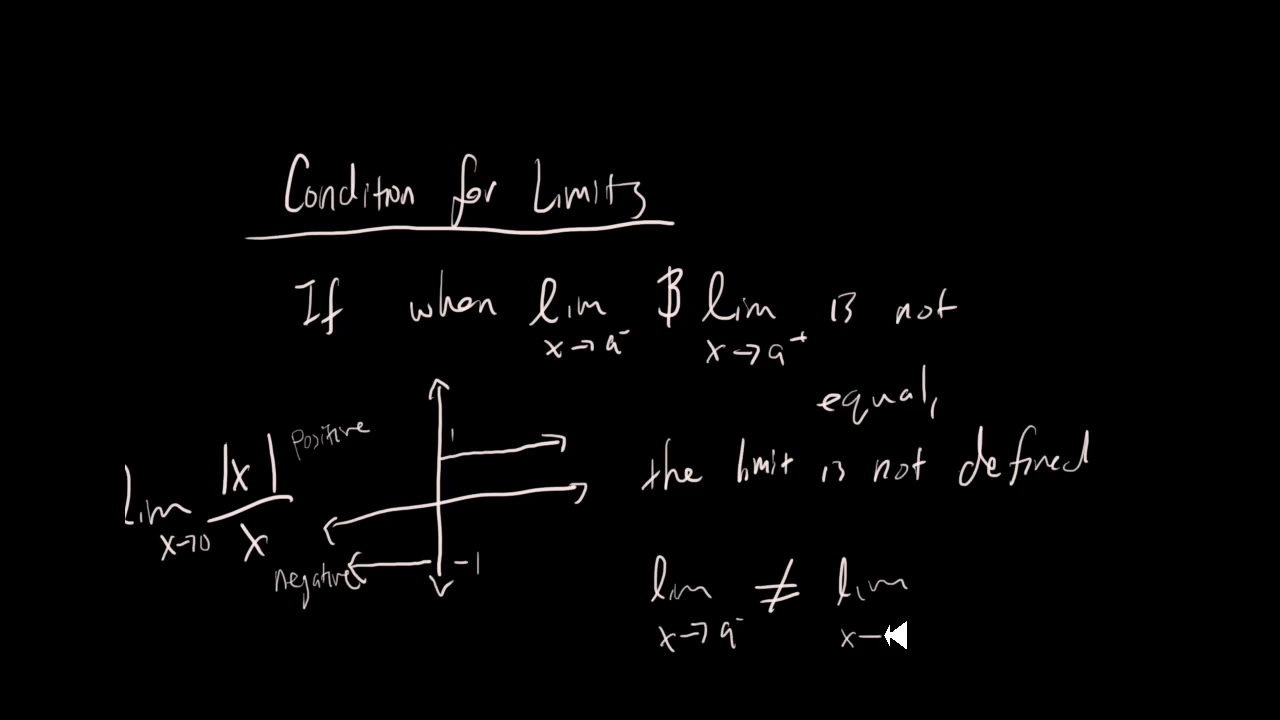 Condition for Limits
If when lim x→a⁻ & lim x→a⁺ is not
equal,
the limit is not defined
lim x→0 |x|/x
positive
negative
1
-1
lim x→a⁻ ≠ lim x—